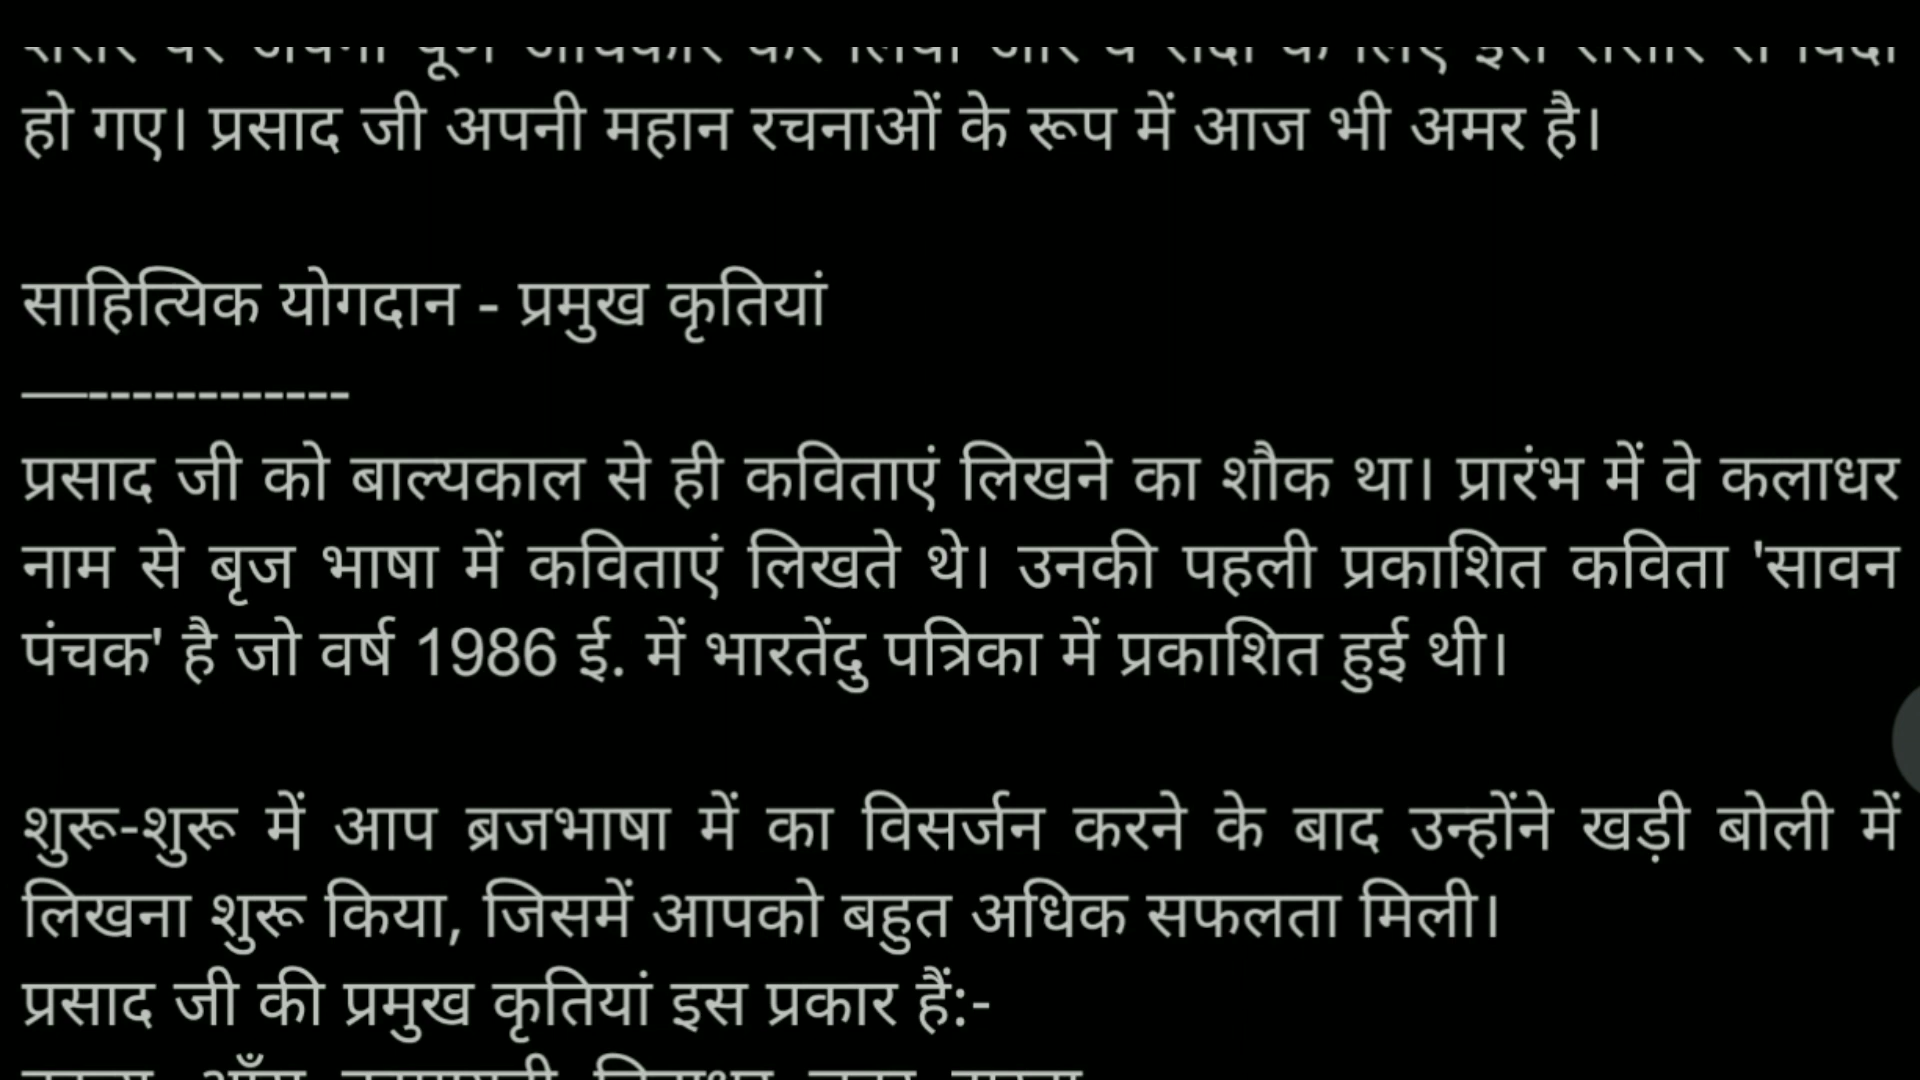 हो गए। प्रसाद जी अपनी महान रचनाओं के रूप में आज भी अमर है।
साहित्यिक योगदान - प्रमुख कृतियां
—------------
प्रसाद जी को बाल्यकाल से ही कविताएं लिखने का शौक था। प्रारंभ में वे कलाधर
नाम से बृज भाषा में कविताएं लिखते थे। उनकी पहली प्रकाशित कविता 'सावन
पंचक' है जो वर्ष 1986 ई. में भारतेंदु पत्रिका में प्रकाशित हुई थी।
शुरू-शुरू में आप ब्रजभाषा में का विसर्जन करने के बाद उन्होंने खड़ी बोली में
लिखना शुरू किया, जिसमें आपको बहुत अधिक सफलता मिली।
प्रसाद जी की प्रमुख कृतियां इस प्रकार हैं:-